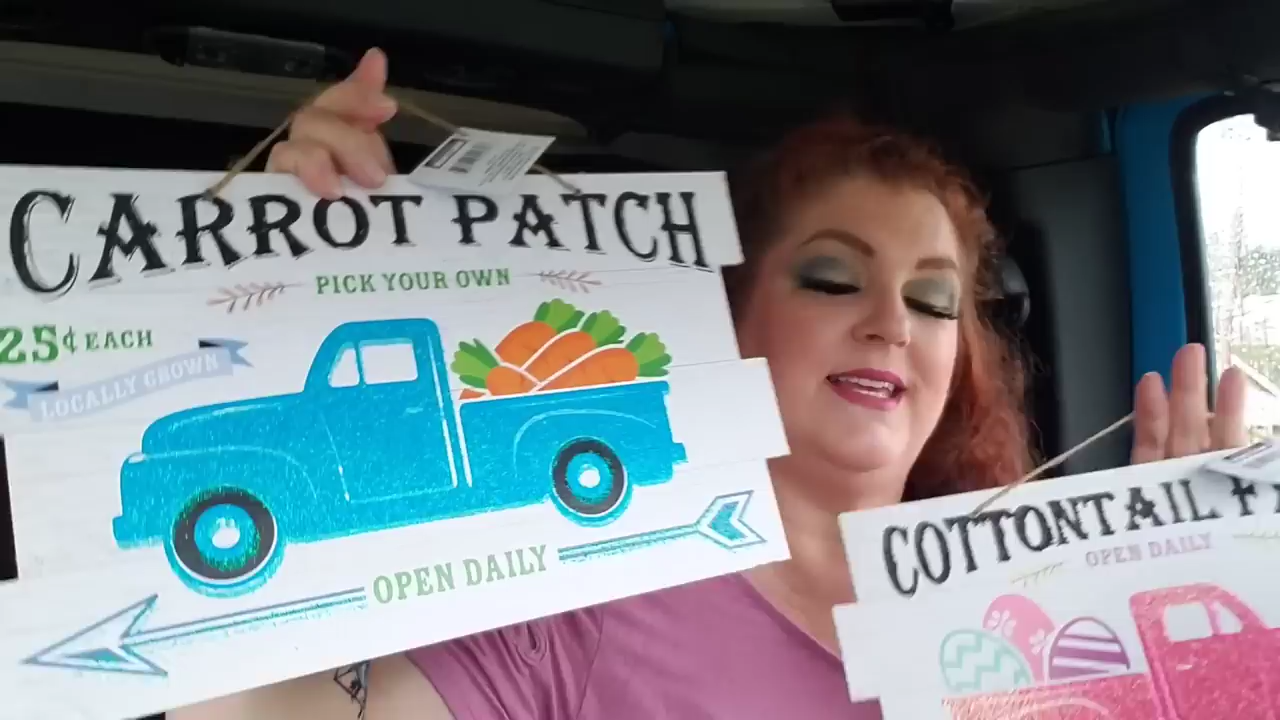 CARROT PATCH
PICK YOUR OWN
25¢ EACH
LOCALLY GROWN
OPEN DAILY
COTTONTAIL
OPEN DAILY